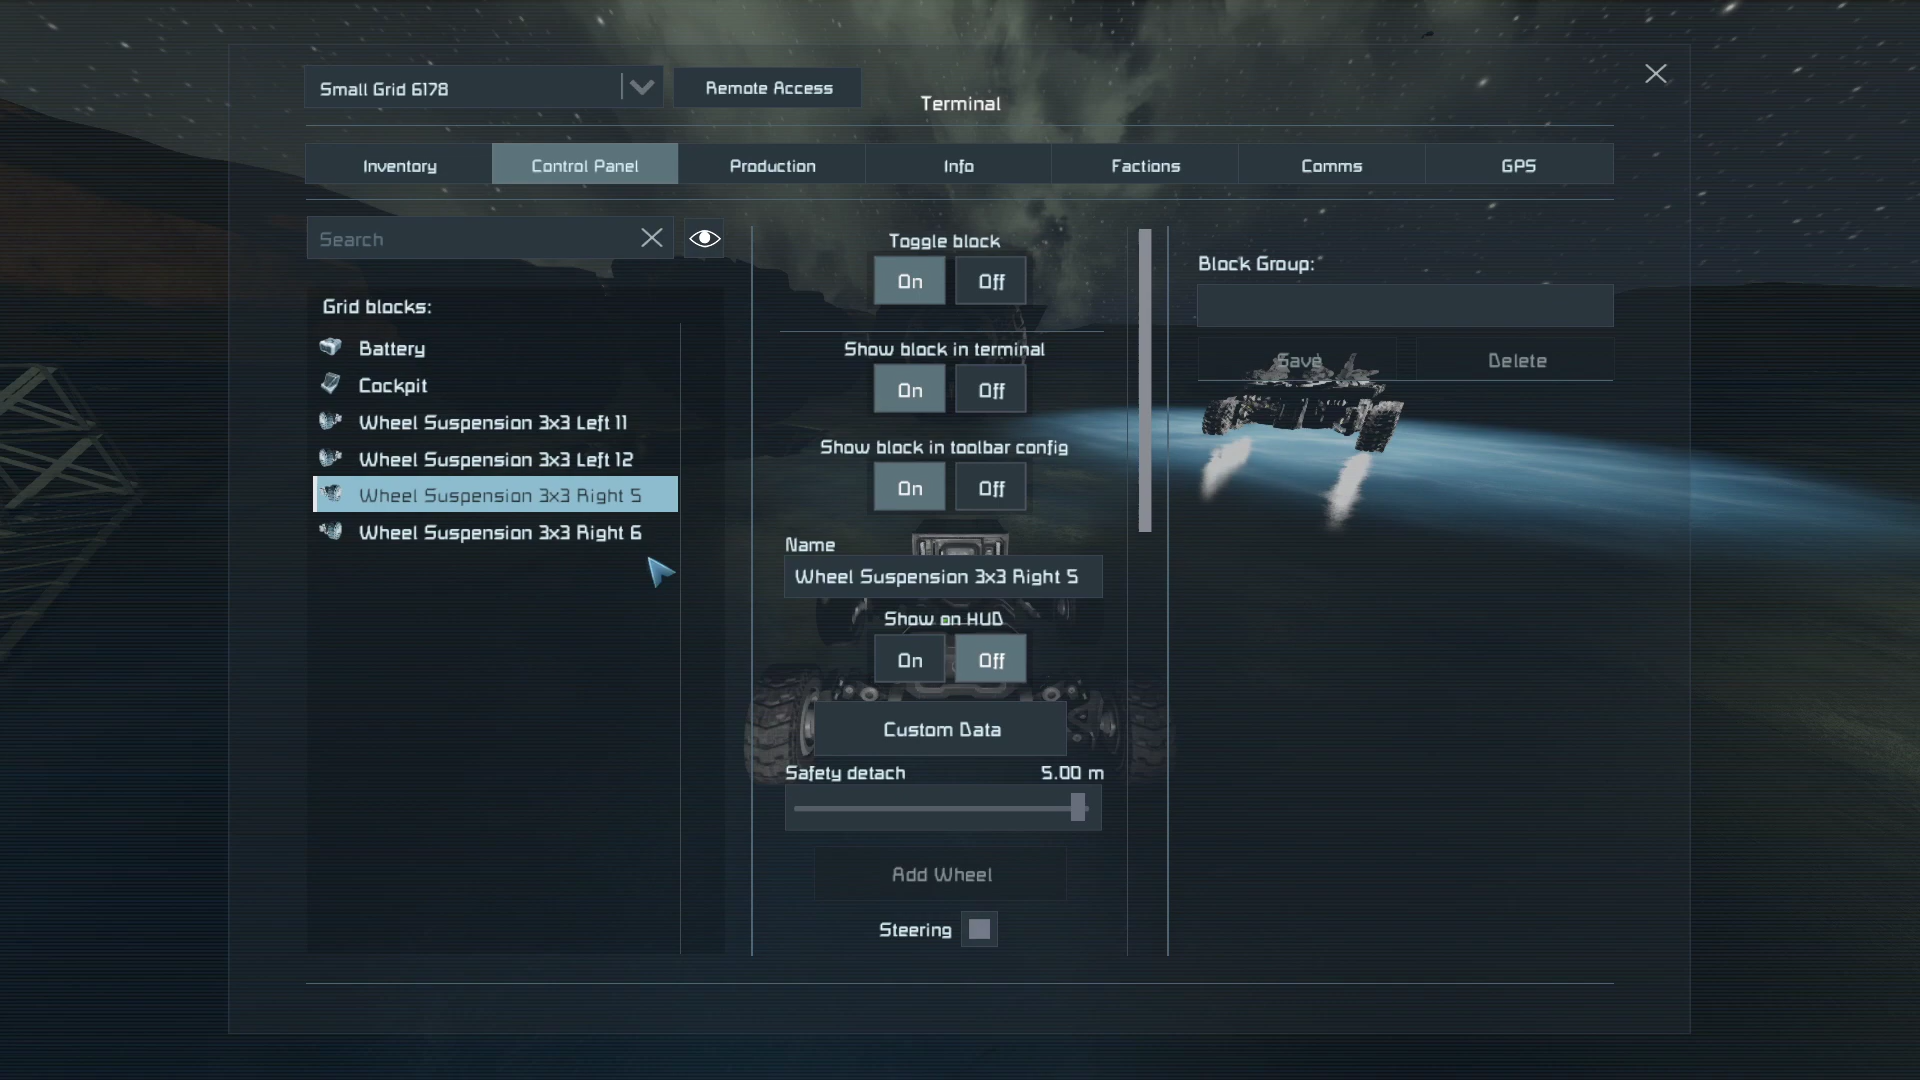 Small Grid 6178
Remote Access
Terminal
Inventory
Control Panel
Production
Info
Factions
Comms
GPS
Search
Grid blocks:
Battery
Cockpit
Wheel Suspension 3x3 Left 11
Wheel Suspension 3x3 Left 12
Wheel Suspension 3x3 Right 5
Wheel Suspension 3x3 Right 6
Toggle block
On Off
Show block in terminal
On Off
Show block in toolbar config
On Off
Name
Wheel Suspension 3x3 Right 5
Show on HUD
On Off
Custom Data
Safety detach 5.00 m
Add Wheel
Steering
Block Group:
Save Delete